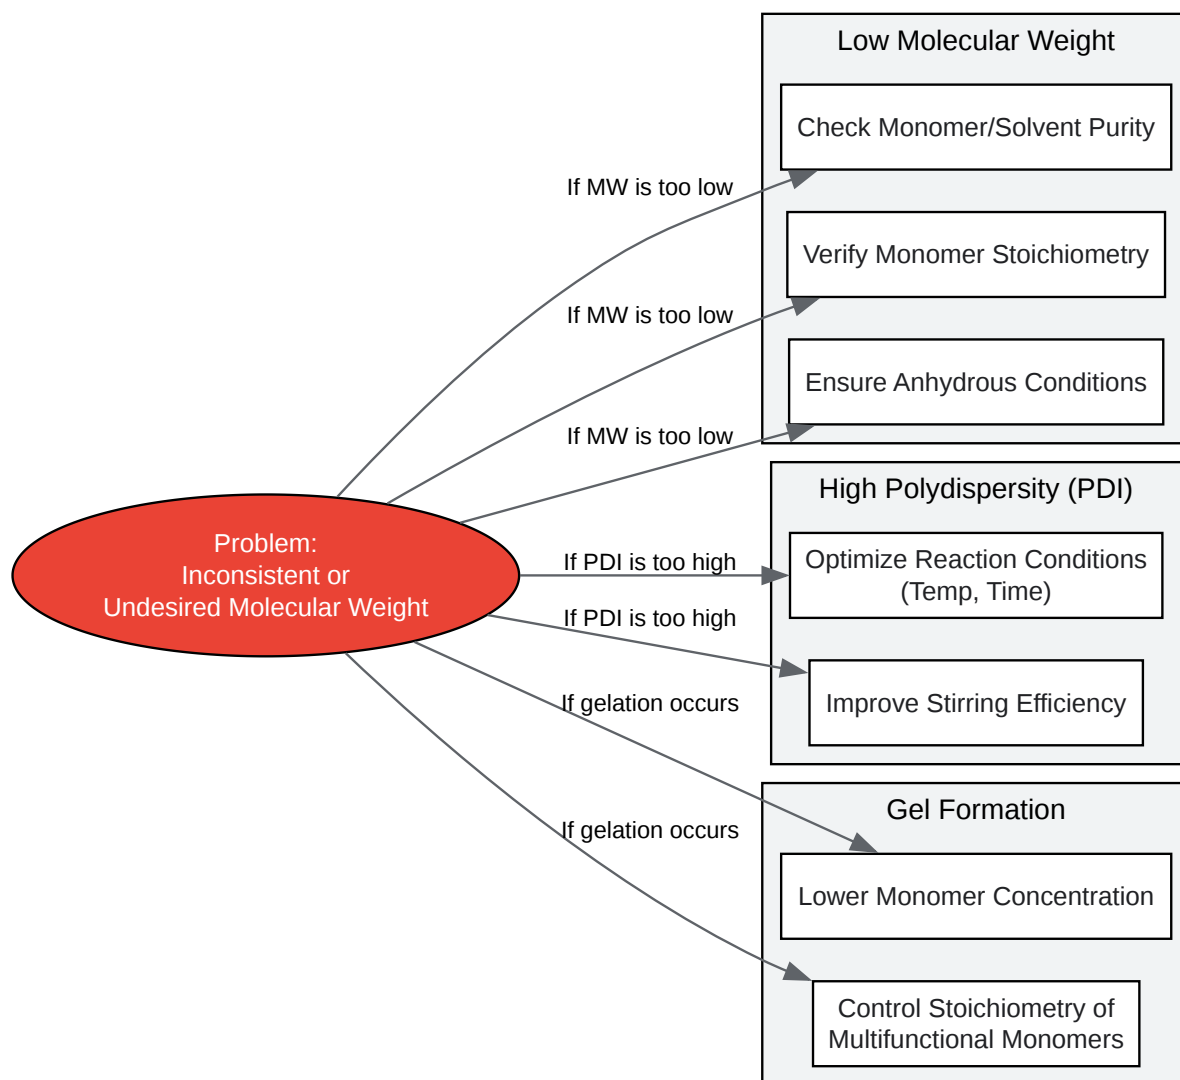 Low Molecular Weight
Check Monomer/Solvent Purity
If MW is too low
Verify Monomer Stoichiometry
If MW is too low
Ensure Anhydrous Conditions
If MW is too low
High Polydispersity (PDI)
Problem:
Inconsistent or
Undesired Molecular Weight
If PDI is too high
Optimize Reaction Conditions
(Temp, Time)
If PDI is too high
Improve Stirring Efficiency
If gelation occurs
Gel Formation
If gelation occurs
Lower Monomer Concentration
Control Stoichiometry of
Multifunctional Monomers